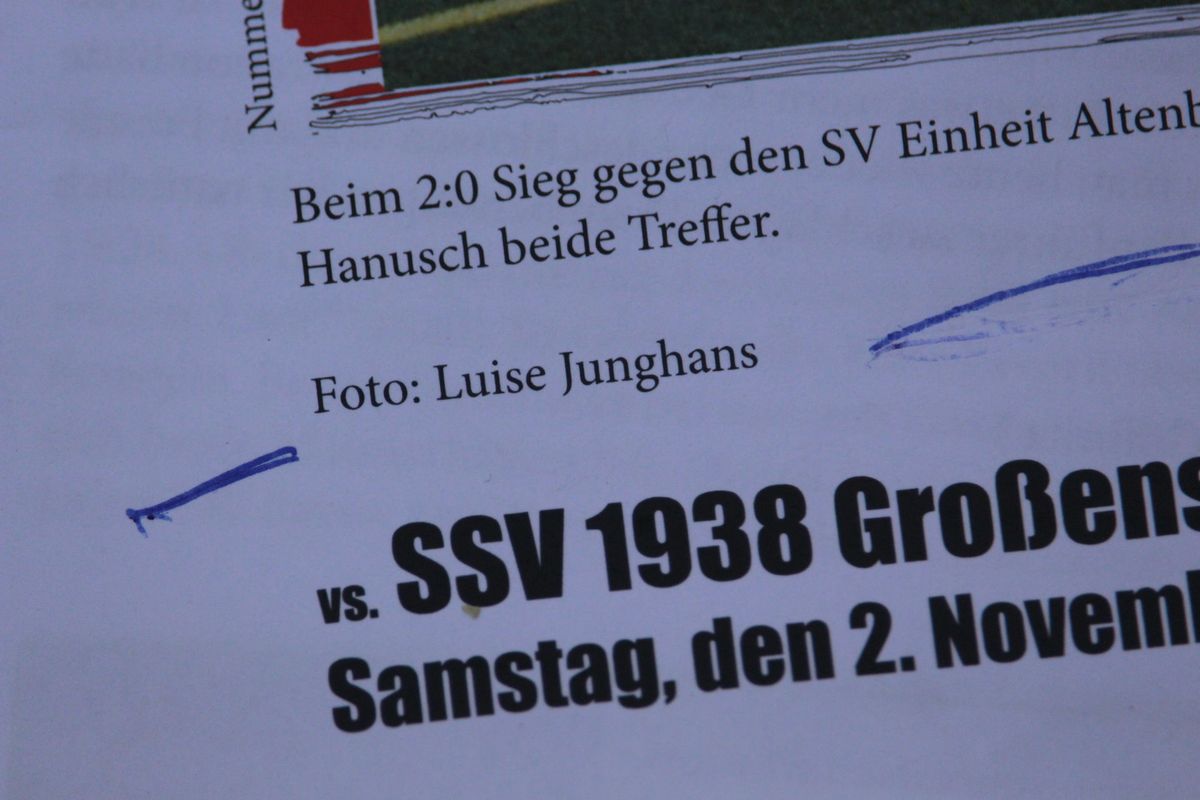 Numme
Beim 2:0 Sieg gegen den SV Einheit Altenb
Hanusch beide Treffer.
Foto: Luise Junghans
vs. SSV 1938 Großens
Samstag, den 2. Novemb